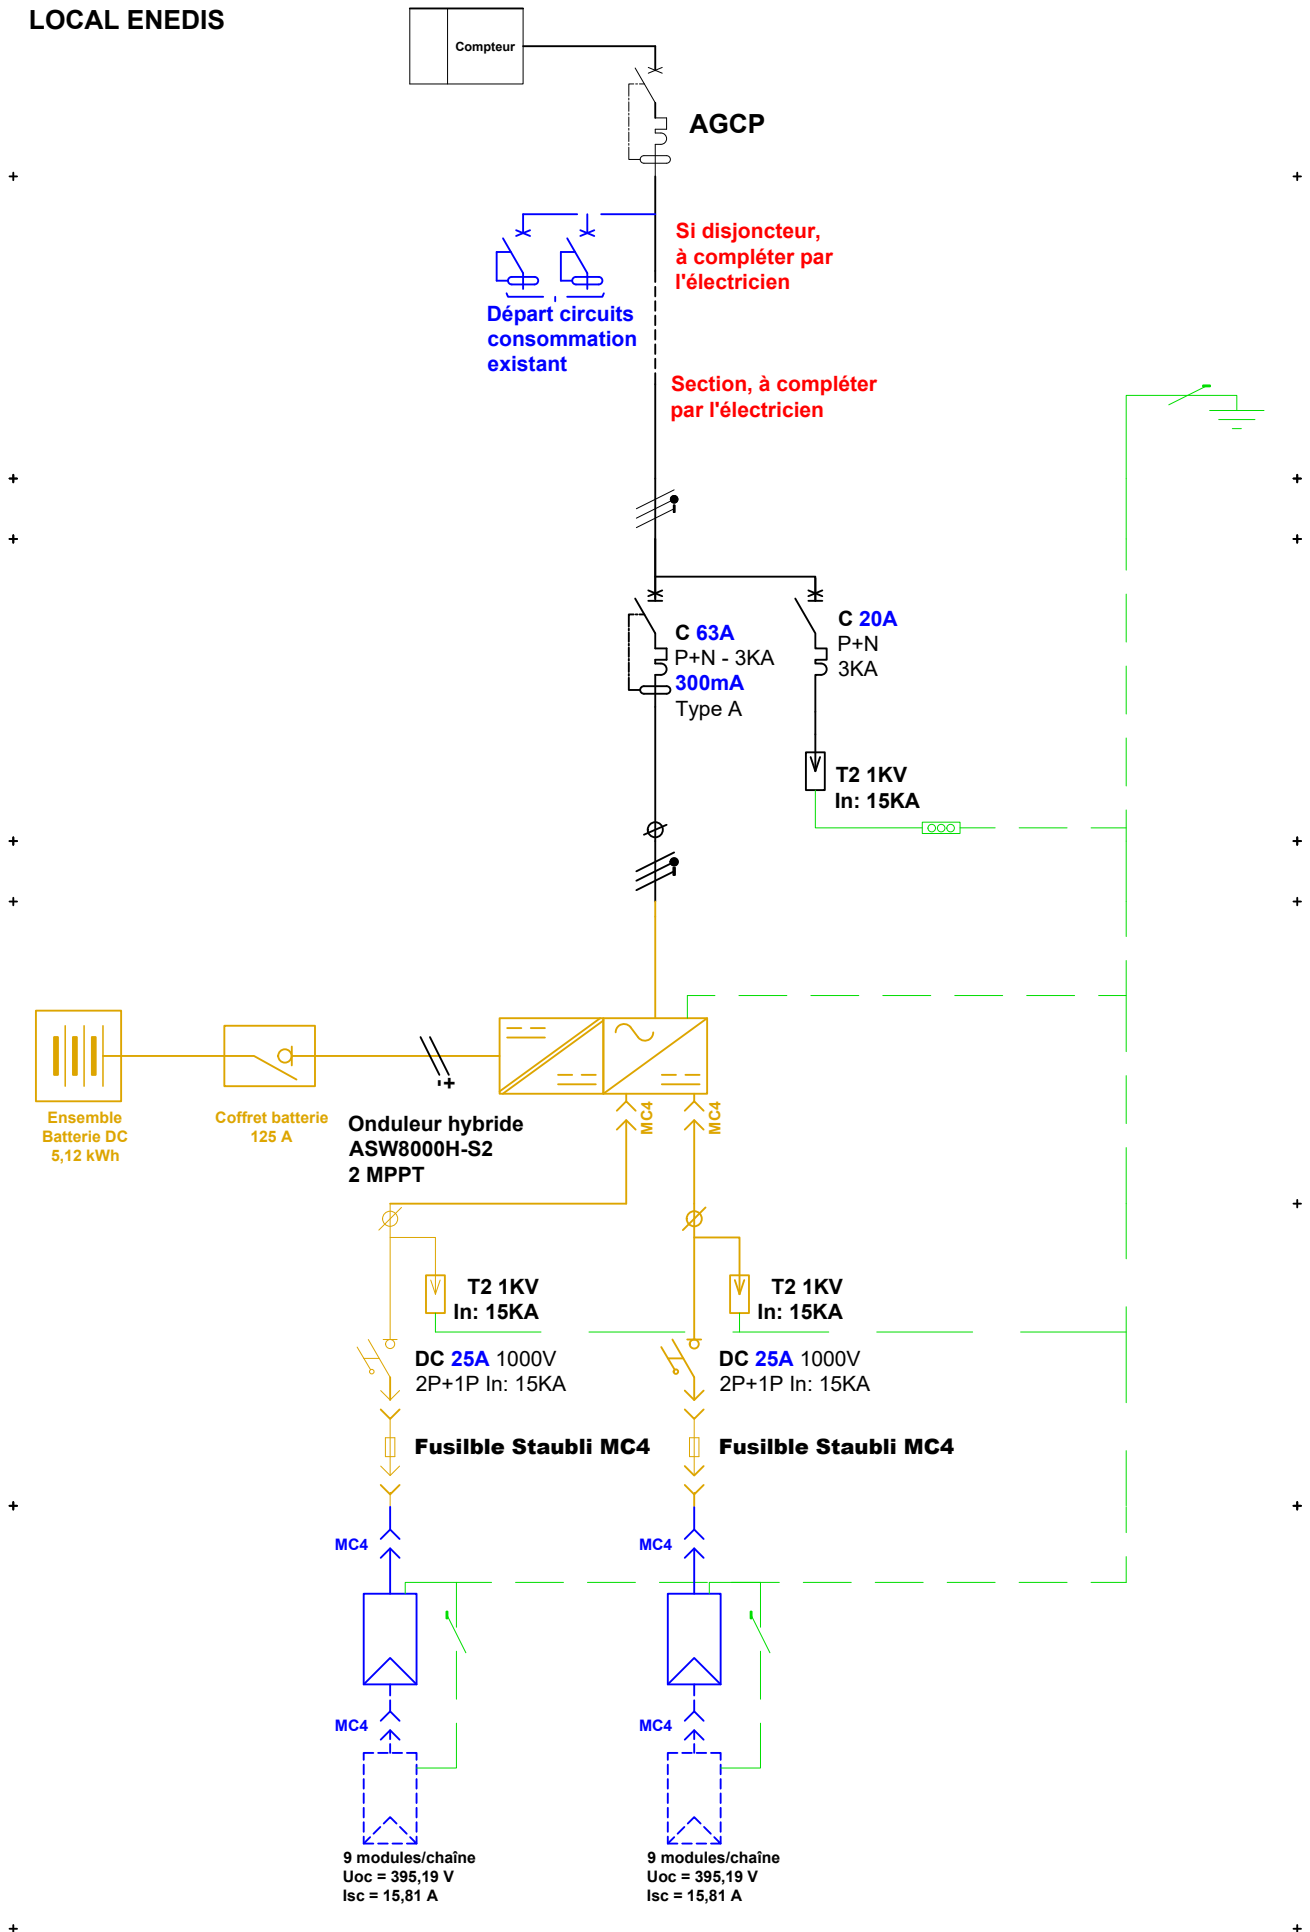 LOCAL ENEDIS
Compteur
AGCP
Si disjoncteur,
à compléter par
l'électricien
Départ circuits
consommation
existant
Section, à compléter
par l'électricien
C 63A
P+N - 3KA
300mA
Type A
C 20A
P+N
3KA
T2 1KV
In: 15KA
Ensemble
Batterie DC
5,12 kWh
Coffret batterie
125 A
- +
Onduleur hybride
ASW8000H-S2
2 MPPT
MC4
MC4
T2 1KV
In: 15KA
T2 1KV
In: 15KA
DC 25A 1000V
2P+1P In: 15KA
DC 25A 1000V
2P+1P In: 15KA
Fusilble Staubli MC4
Fusilble Staubli MC4
MC4
MC4
MC4
MC4
9 modules/chaîne
Uoc = 395,19 V
Isc = 15,81 A
9 modules/chaîne
Uoc = 395,19 V
Isc = 15,81 A